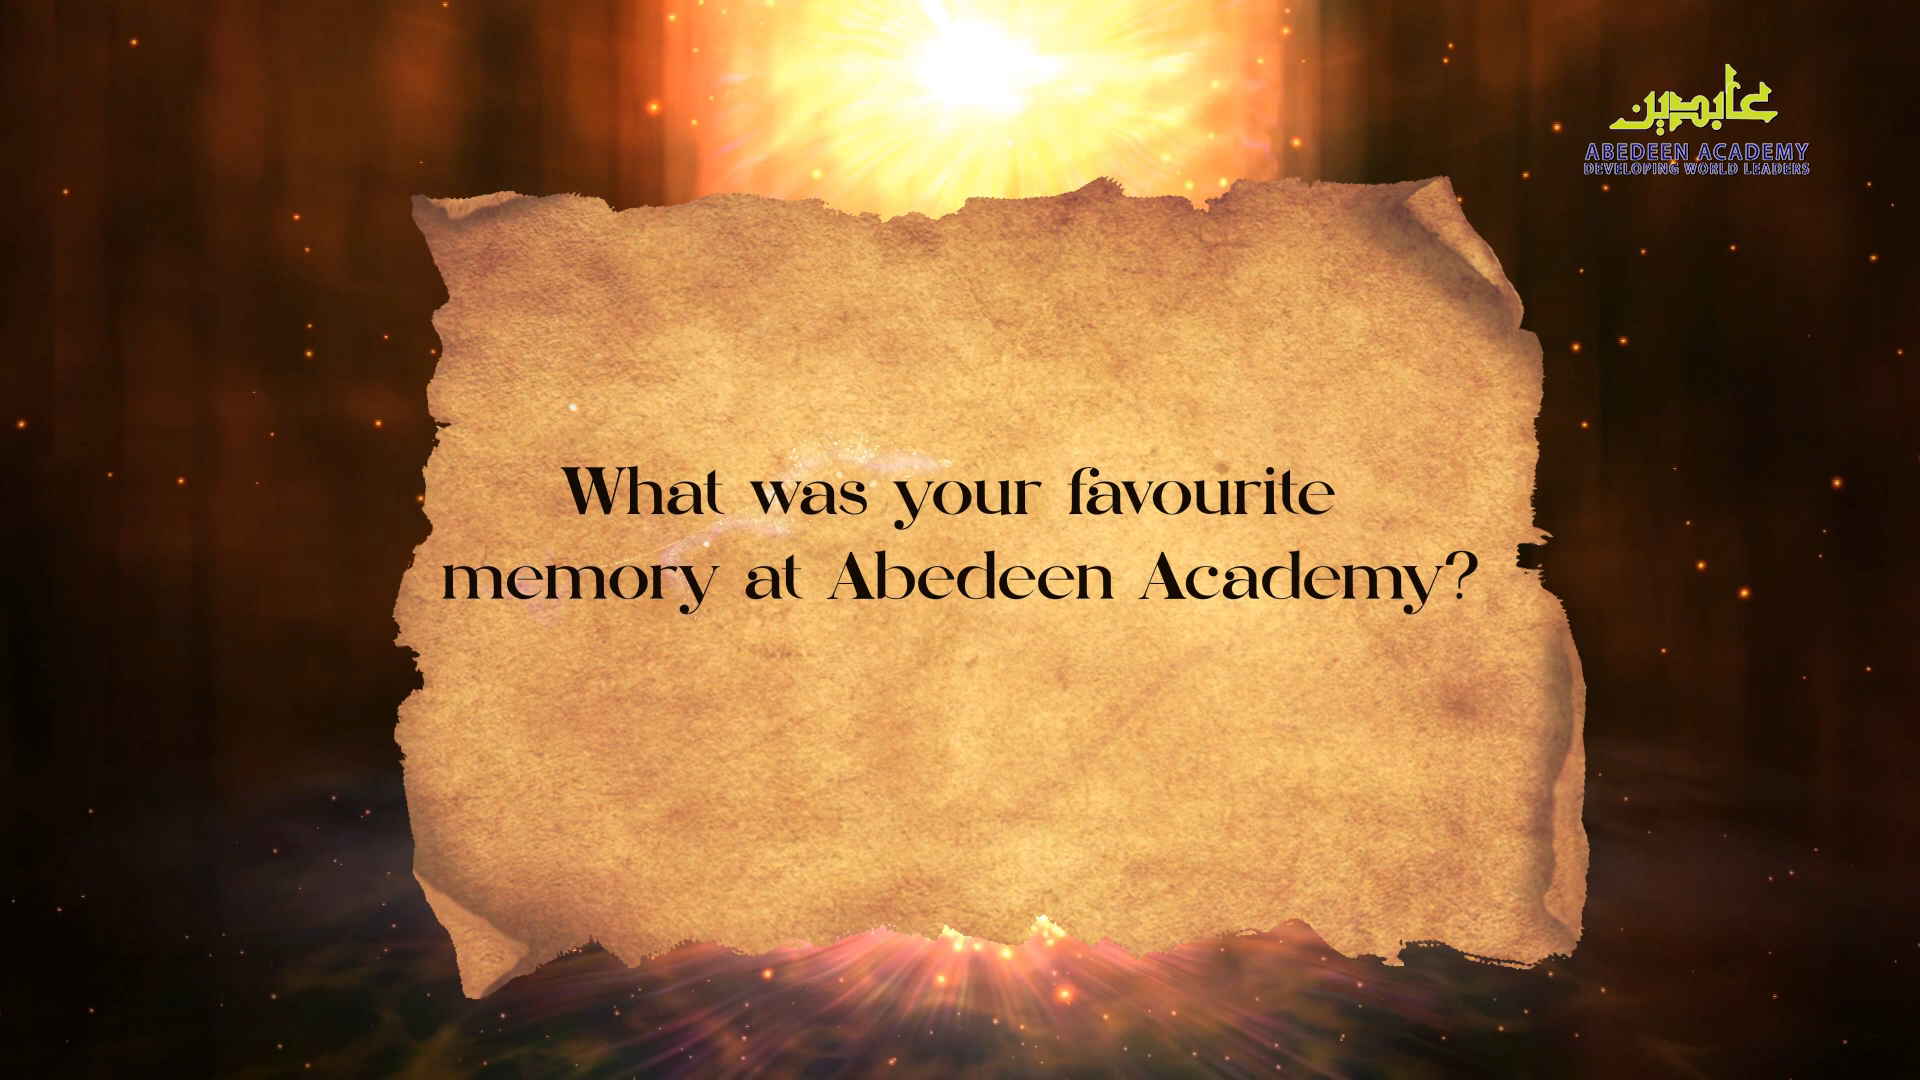 عابدين
ABEDEEN ACADEMY
DEVELOPING WORLD LEADERS
What was your favourite
memory at Abedeen Academy?